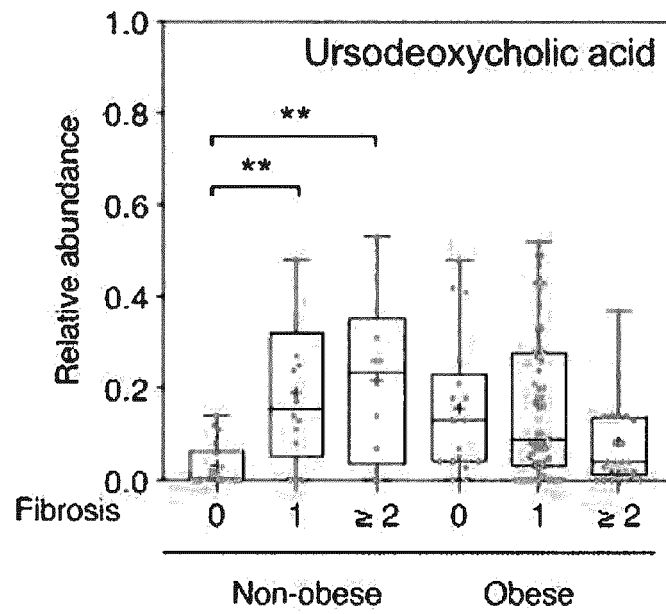 Ursodeoxycholic acid
Relative abundance
1.0
0.8
0.6
0.4
0.2
0.0
**
**
Fibrosis 0 1 ≥ 2 0 1 ≥ 2
Non-obese Obese